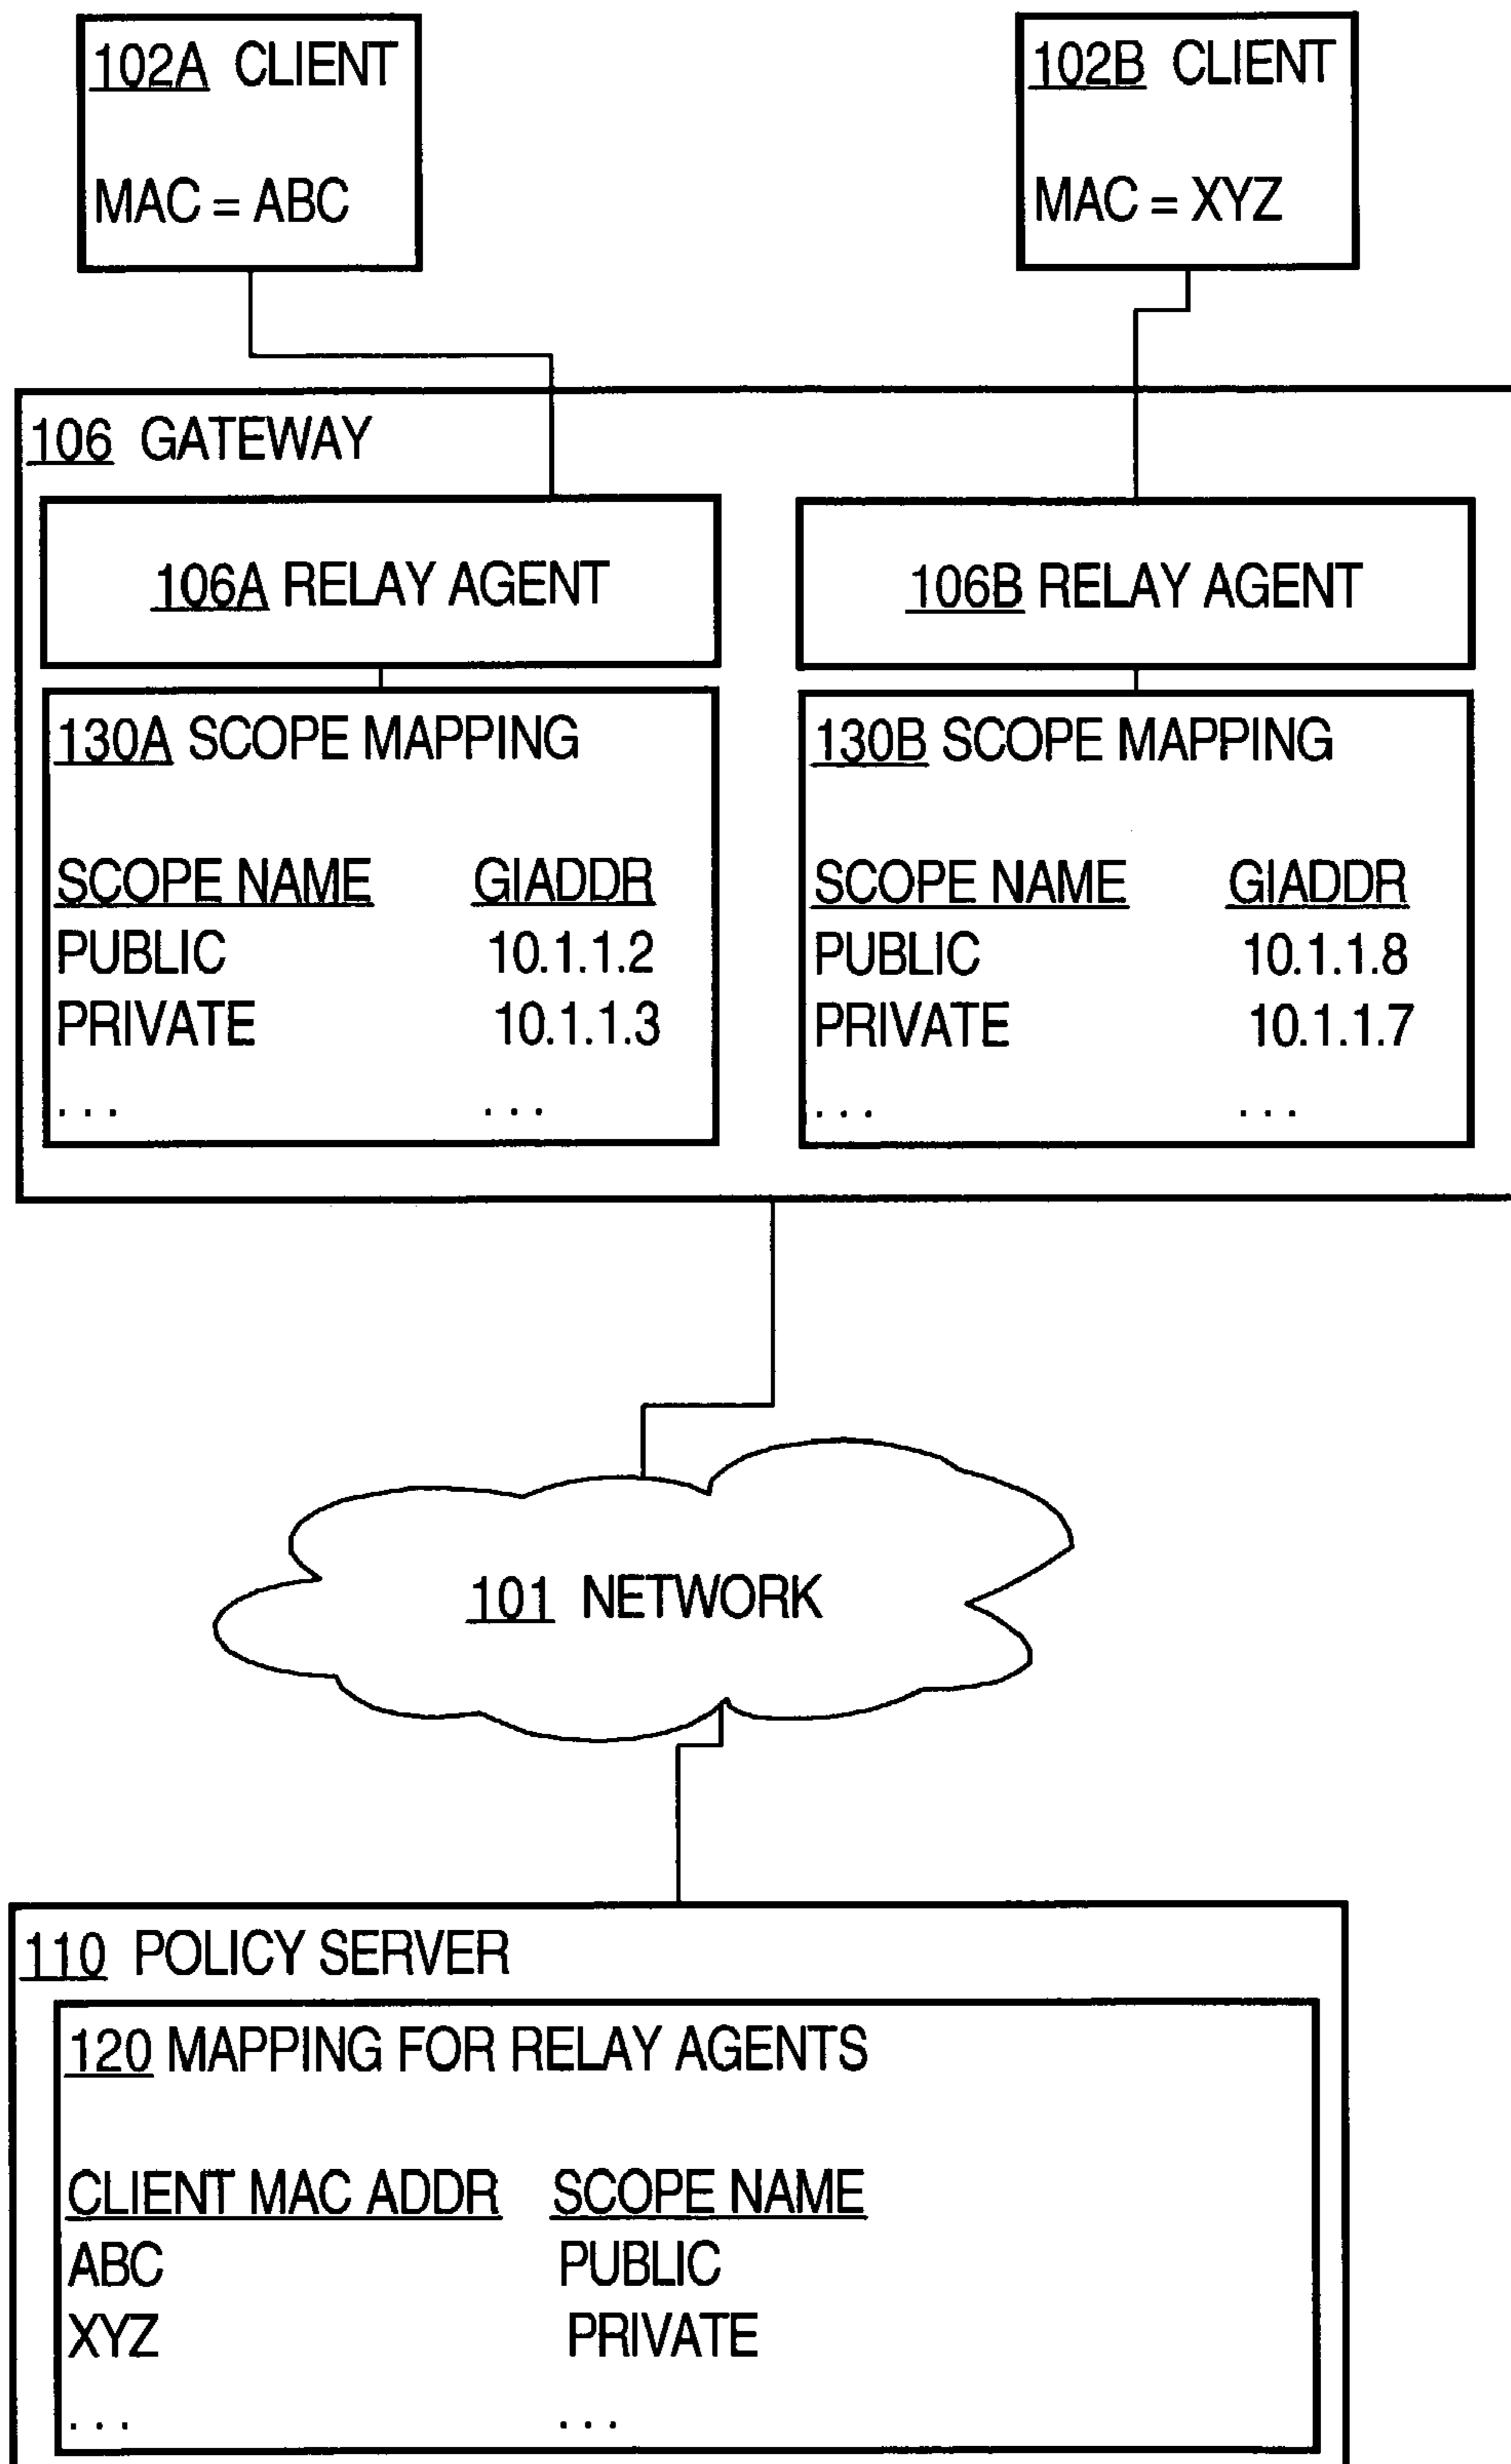 102A CLIENT
MAC = ABC
102B CLIENT
MAC = XYZ
106 GATEWAY
106A RELAY AGENT
106B RELAY AGENT
130A SCOPE MAPPING
SCOPE NAME GIADDR
PUBLIC 10.1.1.2
PRIVATE 10.1.1.3
... ...
130B SCOPE MAPPING
SCOPE NAME GIADDR
PUBLIC 10.1.1.8
PRIVATE 10.1.1.7
... ...
101 NETWORK
110 POLICY SERVER
120 MAPPING FOR RELAY AGENTS
CLIENT MAC ADDR SCOPE NAME
ABC PUBLIC
XYZ PRIVATE
... ...